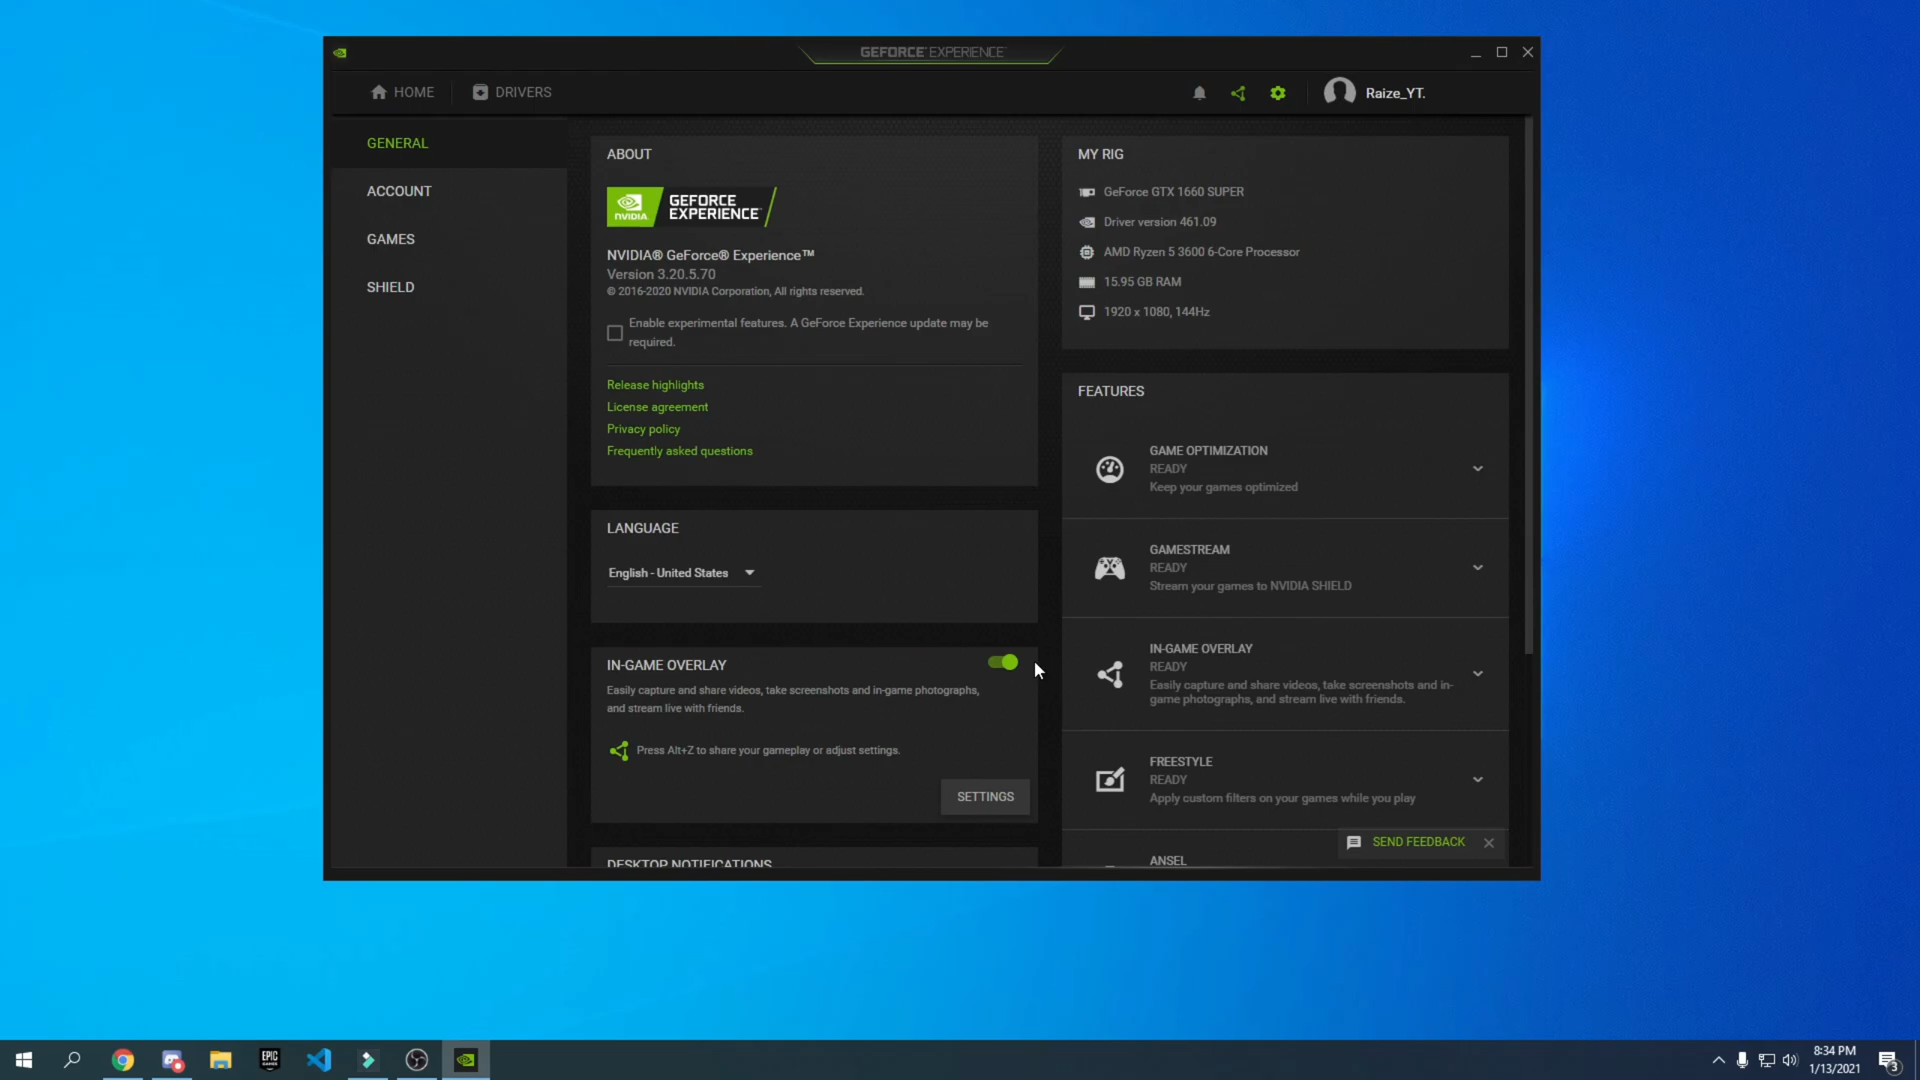 GEFORCE EXPERIENCE
HOME
DRIVERS
Raize_YT.
GENERAL
ACCOUNT
GAMES
SHIELD
ABOUT
NVIDIA
GEFORCE
EXPERIENCE
NVIDIA® GeForce® Experience™
Version 3.20.5.70
© 2016-2020 NVIDIA Corporation, All rights reserved.
Enable experimental features. A GeForce Experience update may be
required.
Release highlights
License agreement
Privacy policy
Frequently asked questions
LANGUAGE
English - United States
IN-GAME OVERLAY
Easily capture and share videos, take screenshots and in-game photographs,
and stream live with friends.
Press Alt+Z to share your gameplay or adjust settings.
SETTINGS
DESKTOP NOTIFICATIONS
MY RIG
GeForce GTX 1660 SUPER
Driver version 461.09
AMD Ryzen 5 3600 6-Core Processor
15.95 GB RAM
1920 x 1080, 144Hz
FEATURES
GAME OPTIMIZATION
READY
Keep your games optimized
GAMESTREAM
READY
Stream your games to NVIDIA SHIELD
IN-GAME OVERLAY
READY
Easily capture and share videos, take screenshots and in-
game photographs, and stream live with friends.
FREESTYLE
READY
Apply custom filters on your games while you play
SEND FEEDBACK
ANSEL
EPIC
GAMES
8:34 PM
1/13/2021
3